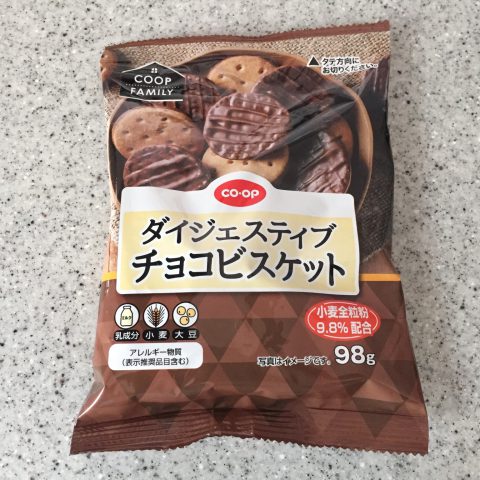 ▲タテ方向に
お切りください。
COOP
FAMILY
CO·OP
ダイジェスティブ
チョコビスケット
ミルク
乳成分
小麦
大豆
アレルギー物質
(表示推奨品目含む)
小麦全粒粉
9.8%配合
写真はイメージです。
98g